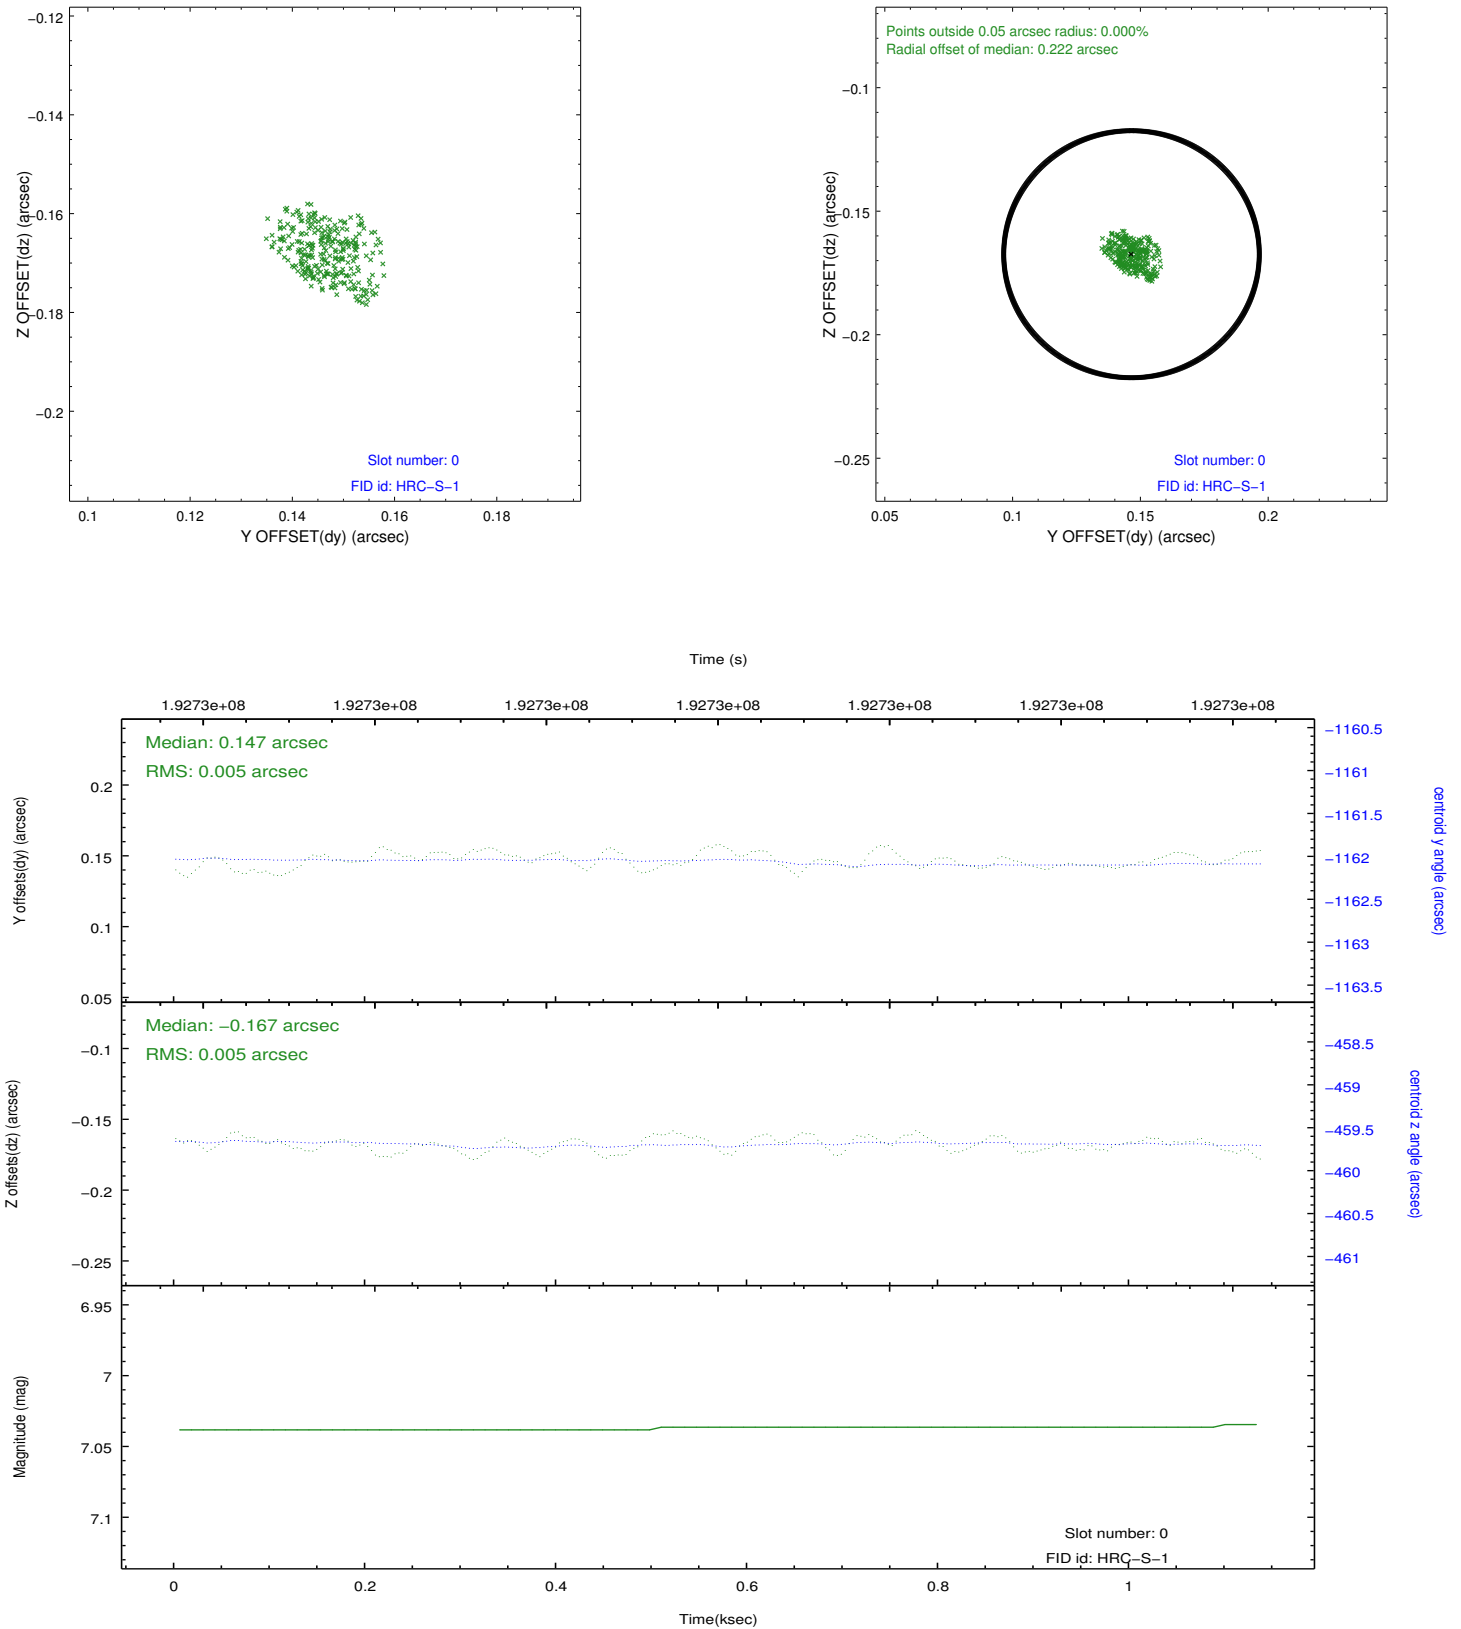 −0.12
−0.14
−0.16
−0.18
−0.2
Z OFFSET(dz) (arcsec)
Slot number: 0
FID id: HRC−S−1
0.1 0.12 0.14 0.16 0.18
Y OFFSET(dy) (arcsec)
Points outside 0.05 arcsec radius: 0.000%
Radial offset of median: 0.222 arcsec
−0.1
−0.15
−0.2
−0.25
Z OFFSET(dz) (arcsec)
Slot number: 0
FID id: HRC−S−1
0.05 0.1 0.15 0.2
Y OFFSET(dy) (arcsec)
Time (s)
1.9273e+08 1.9273e+08 1.9273e+08 1.9273e+08 1.9273e+08 1.9273e+08 1.9273e+08
Median: 0.147 arcsec
RMS: 0.005 arcsec
0.2
0.15
0.1
0.05
Y offsets(dy) (arcsec)
−1160.5
−1161
−1161.5
−1162
−1162.5
−1163
−1163.5
centroid y angle (arcsec)
Median: −0.167 arcsec
RMS: 0.005 arcsec
−0.1
−0.15
−0.2
−0.25
Z offsets(dz) (arcsec)
−458.5
−459
−459.5
−460
−460.5
−461
centroid z angle (arcsec)
6.95
7
7.05
7.1
Magnitude (mag)
Slot number: 0
FID id: HRC−S−1
0 0.2 0.4 0.6 0.8 1
Time(ksec)